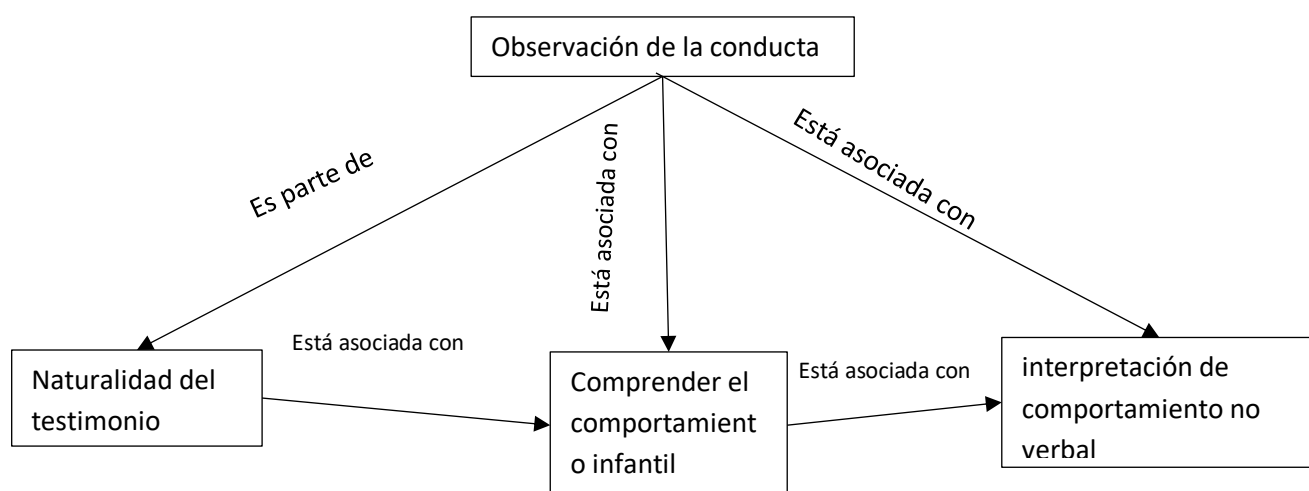 Observación de la conducta
Es parte de
Está asociada con
Está asociada con
Está asociada con
Está asociada con
Naturalidad del
testimonio
Comprender el
comportamient
o infantil
interpretación de
comportamiento no
verbal